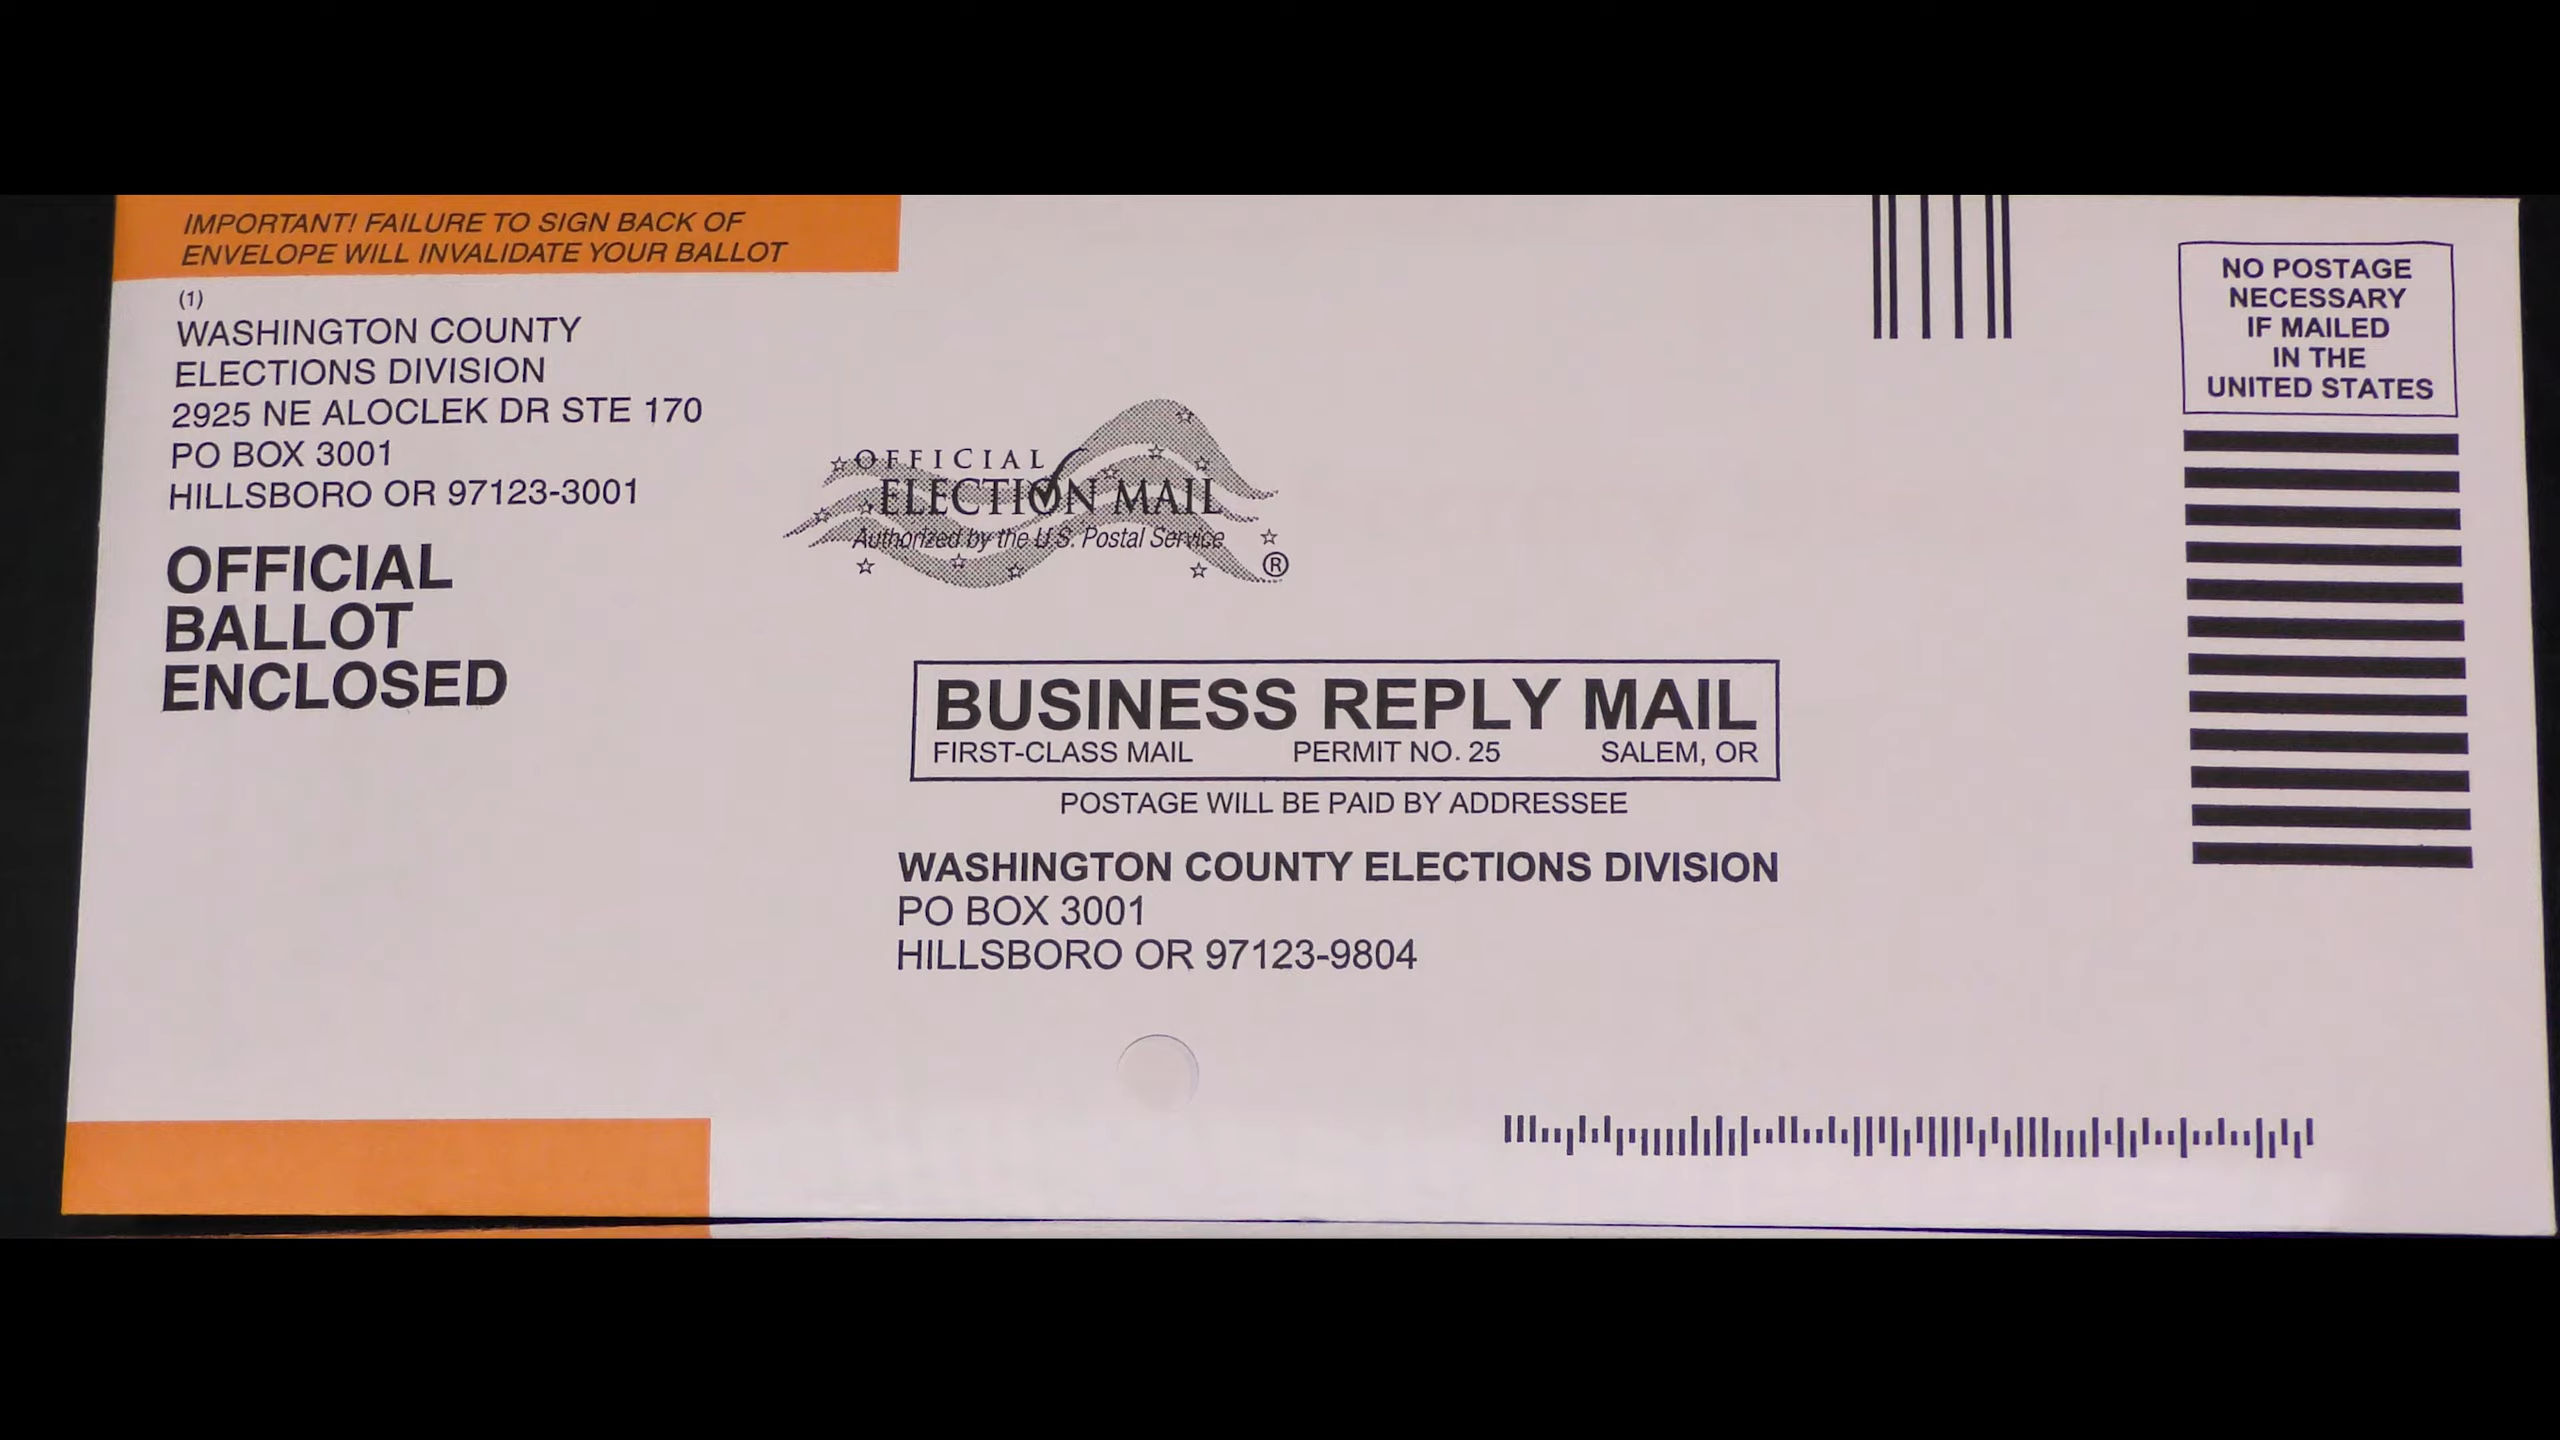 IMPORTANT! FAILURE TO SIGN BACK OF
ENVELOPE WILL INVALIDATE YOUR BALLOT
(1)
WASHINGTON COUNTY
ELECTIONS DIVISION
2925 NE ALOCLEK DR STE 170
PO BOX 3001
HILLSBORO OR 97123-3001
OFFICIAL
BALLOT
ENCLOSED
OFFICIAL
ELECTION MAIL
Authorized by the U.S. Postal Service
®
NO POSTAGE
NECESSARY
IF MAILED
IN THE
UNITED STATES
BUSINESS REPLY MAIL
FIRST-CLASS MAIL PERMIT NO. 25 SALEM, OR
POSTAGE WILL BE PAID BY ADDRESSEE
WASHINGTON COUNTY ELECTIONS DIVISION
PO BOX 3001
HILLSBORO OR 97123-9804